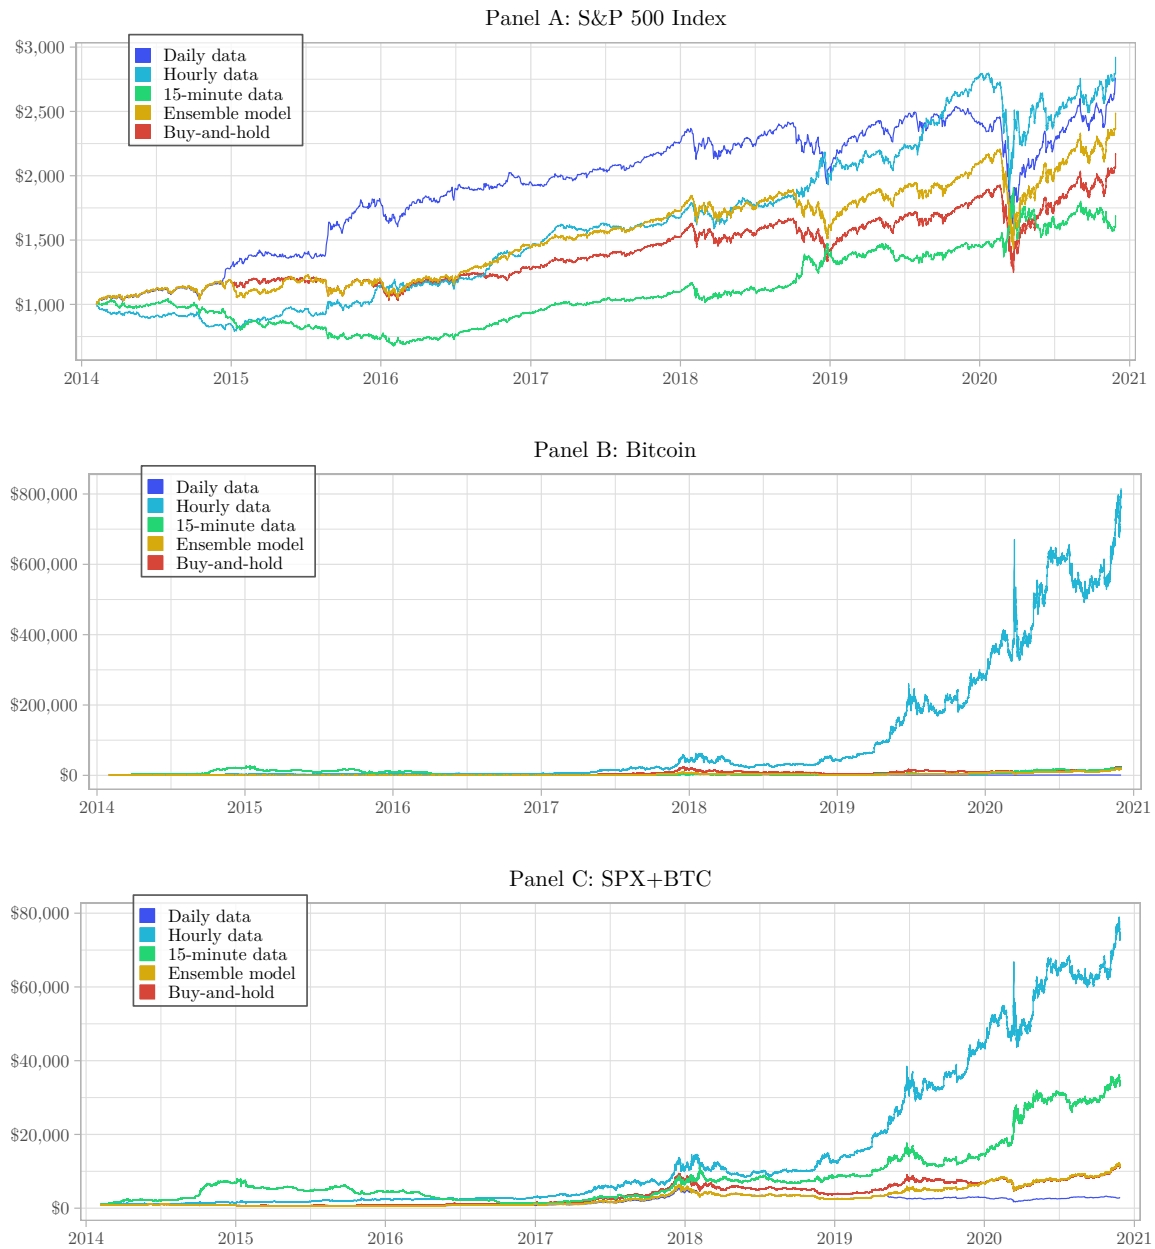 Panel A: S&P 500 Index
$3,000
$2,500
$2,000
$1,500
$1,000
Daily data
Hourly data
15-minute data
Ensemble model
Buy-and-hold
2014 2015 2016 2017 2018 2019 2020 2021
Panel B: Bitcoin
$800,000
$600,000
$400,000
$200,000
$0
Daily data
Hourly data
15-minute data
Ensemble model
Buy-and-hold
2014 2015 2016 2017 2018 2019 2020 2021
Panel C: SPX+BTC
$80,000
$60,000
$40,000
$20,000
$0
Daily data
Hourly data
15-minute data
Ensemble model
Buy-and-hold
2014 2015 2016 2017 2018 2019 2020 2021